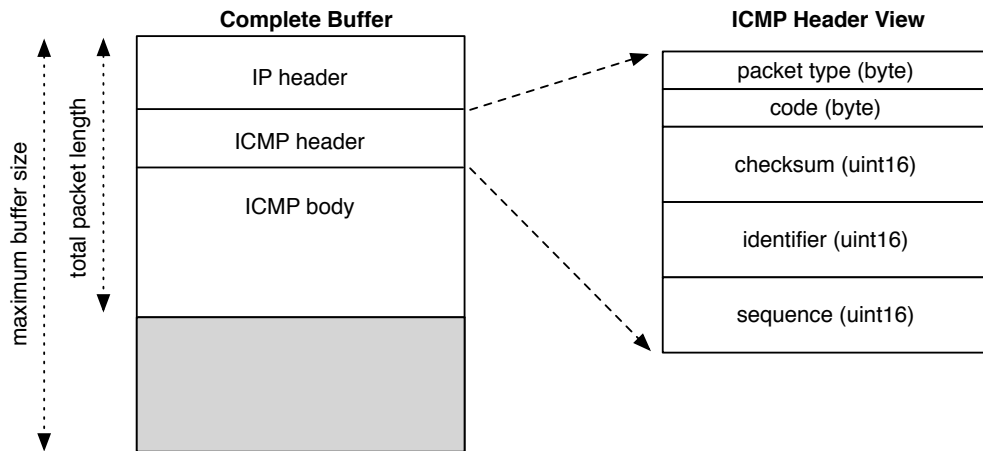 Complete Buffer
IP header
ICMP header
ICMP body
maximum buffer size
total packet length
ICMP Header View
packet type (byte)
code (byte)
checksum (uint16)
identifier (uint16)
sequence (uint16)